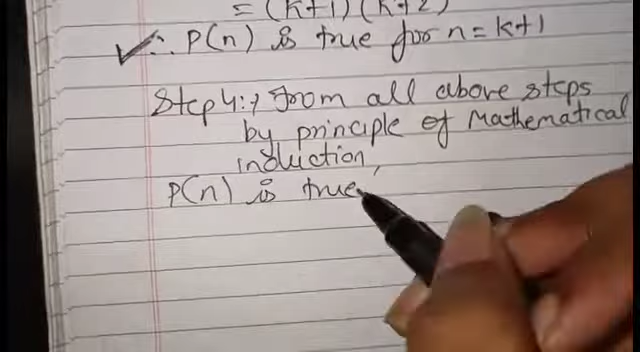 = (k+1) (k+2)
∴ P(n) is true for n = k+1
Step 4:→ From all above steps
by principle of Mathematical
induction,
P(n) is true